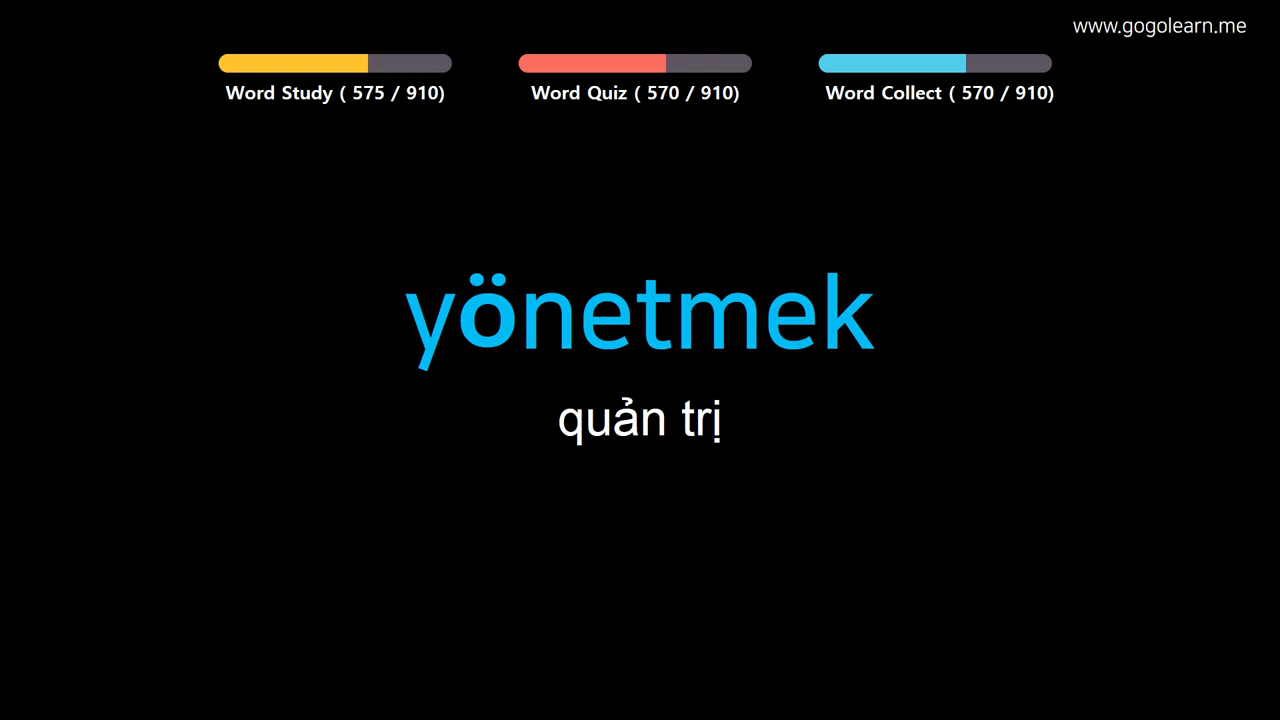 www.gogolearn.me
Word Study ( 575 / 910)
Word Quiz ( 570 / 910)
Word Collect ( 570 / 910)
yönetmek
quản trị